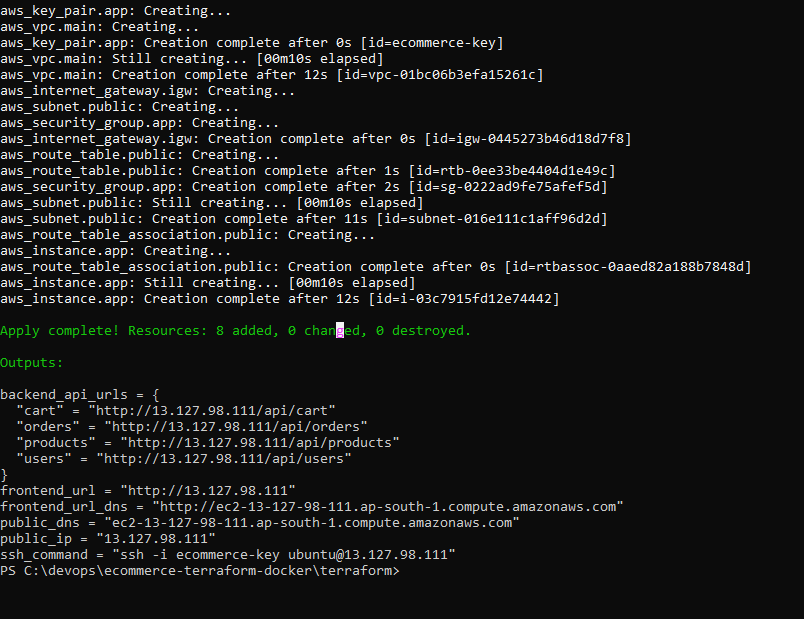 aws_key_pair.app: Creating...
aws_vpc.main: Creating...
aws_key_pair.app: Creation complete after 0s [id=ecommerce-key]
aws_vpc.main: Still creating... [00m10s elapsed]
aws_vpc.main: Creation complete after 12s [id=vpc-01bc06b3efa15261c]
aws_internet_gateway.igw: Creating...
aws_subnet.public: Creating...
aws_security_group.app: Creating...
aws_internet_gateway.igw: Creation complete after 0s [id=igw-0445273b46d18d7f8]
aws_route_table.public: Creating...
aws_route_table.public: Creation complete after 1s [id=rtb-0ee33be4404d1e49c]
aws_security_group.app: Creation complete after 2s [id=sg-0222ad9fe75afef5d]
aws_subnet.public: Still creating... [00m10s elapsed]
aws_subnet.public: Creation complete after 11s [id=subnet-016e111c1aff96d2d]
aws_route_table_association.public: Creating...
aws_instance.app: Creating...
aws_route_table_association.public: Creation complete after 0s [id=rtbassoc-0aaed82a188b7848d]
aws_instance.app: Still creating... [00m10s elapsed]
aws_instance.app: Creation complete after 12s [id=i-03c7915fd12e74442]
Apply complete! Resources: 8 added, 0 changed, 0 destroyed.
Outputs:
backend_api_urls = {
  "cart" = "http://13.127.98.111/api/cart"
  "orders" = "http://13.127.98.111/api/orders"
  "products" = "http://13.127.98.111/api/products"
  "users" = "http://13.127.98.111/api/users"
}
frontend_url = "http://13.127.98.111"
frontend_url_dns = "http://ec2-13-127-98-111.ap-south-1.compute.amazonaws.com"
public_dns = "ec2-13-127-98-111.ap-south-1.compute.amazonaws.com"
public_ip = "13.127.98.111"
ssh_command = "ssh -i ecommerce-key ubuntu@13.127.98.111"
PS C:\devops\ecommerce-terraform-docker\terraform>